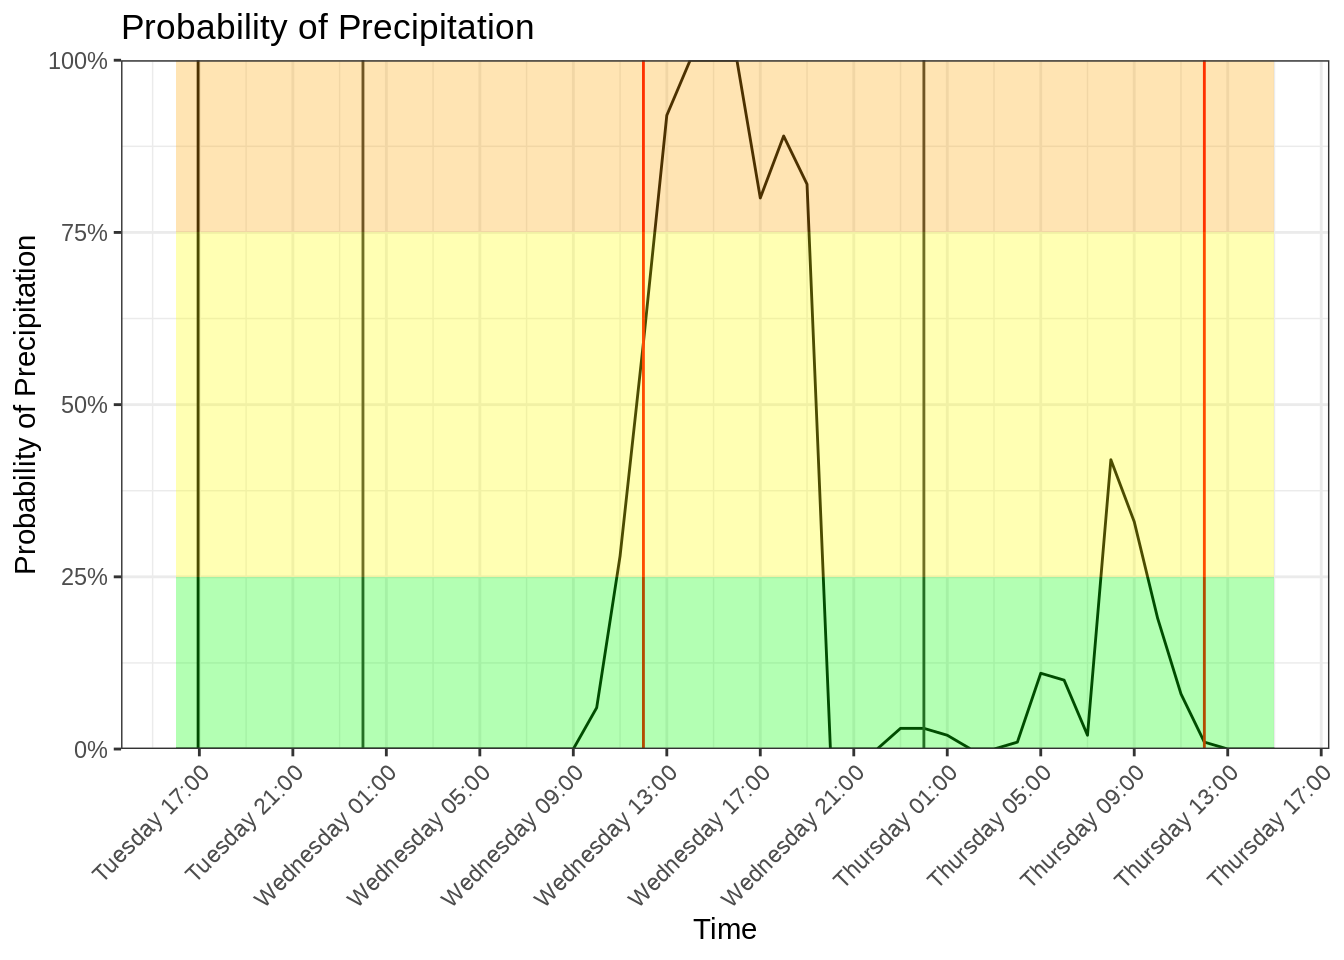 Probability of Precipitation
Probability of Precipitation
100%
75%
50%
25%
0%
Tuesday 17:00
Tuesday 21:00
Wednesday 01:00
Wednesday 05:00
Wednesday 09:00
Wednesday 13:00
Wednesday 17:00
Wednesday 21:00
Thursday 01:00
Thursday 05:00
Thursday 09:00
Thursday 13:00
Thursday 17:00
Time